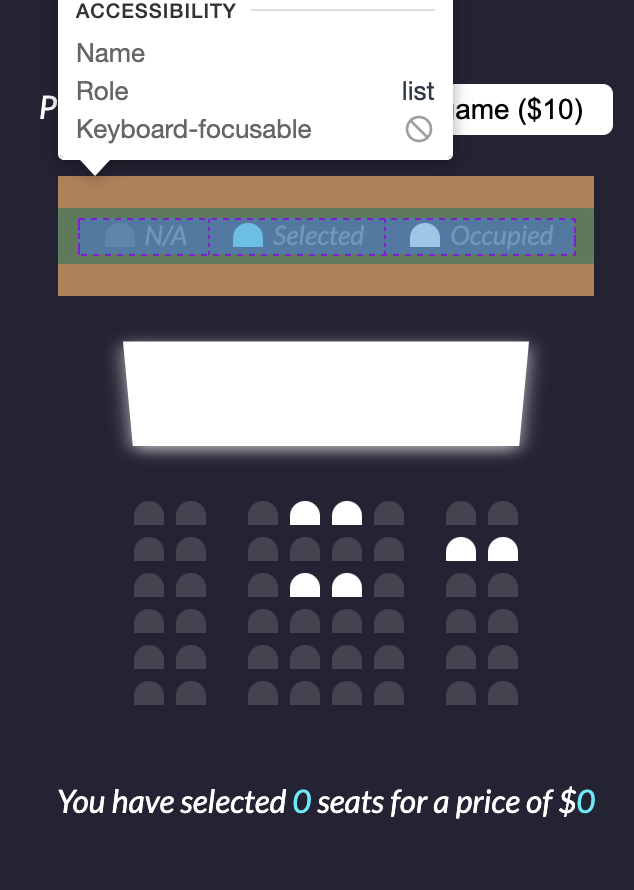 ACCESSIBILITY
Name
Role list
Keyboard-focusable
P
ame ($10)
N/A Selected Occupied
You have selected 0 seats for a price of $0